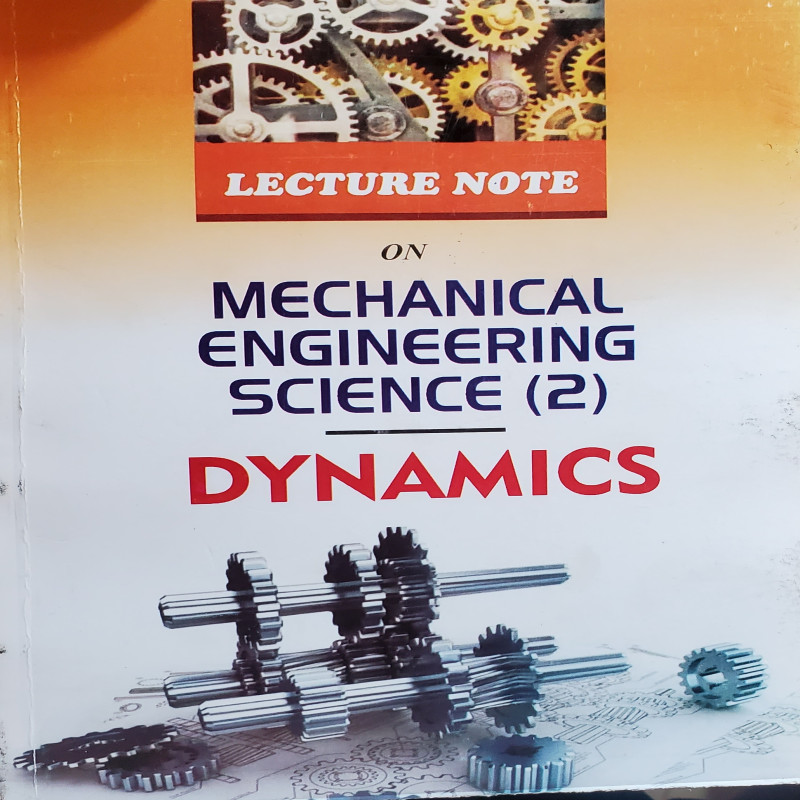 LECTURE NOTE
ON
MECHANICAL
ENGINEERING
SCIENCE (2)
DYNAMICS